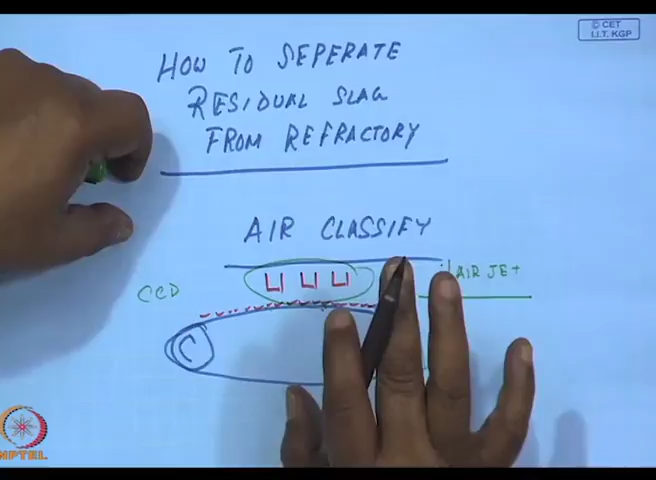 © CET
I.I.T. KGP
HOW TO SEPERATE
RESIDUAL SLAG
FROM REFRACTORY
AIR CLASSIFY
AIR JET
CCD
NPTEL